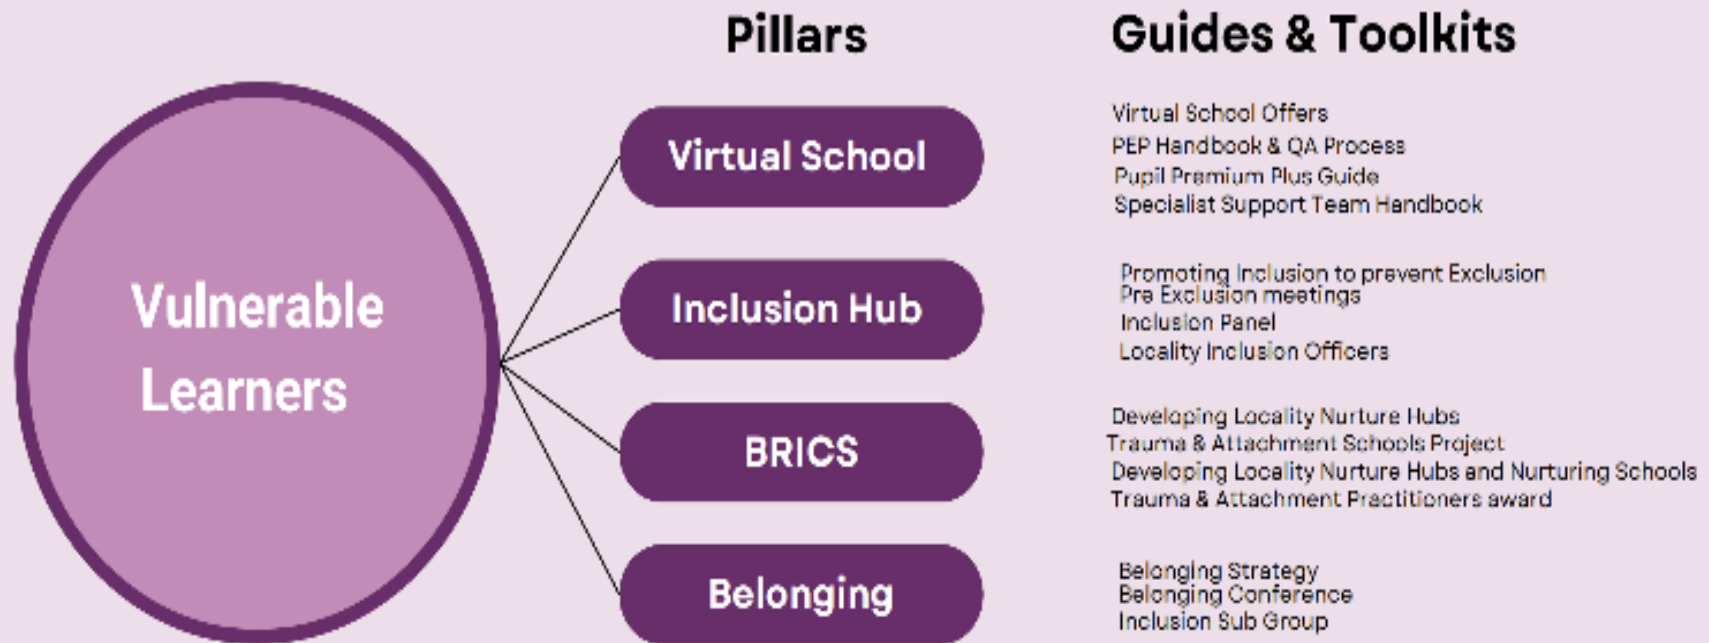 Pillars
Guides & Toolkits
Vulnerable
Learners
Virtual School
Virtual School Offers
PEP Handbook & QA Process
Pupil Premium Plus Guide
Specialist Support Team Handbook
Inclusion Hub
Promoting Inclusion to prevent Exclusion
Pre Exclusion meetings
Inclusion Panel
Locality Inclusion Officers
BRICS
Developing Locality Nurture Hubs
Trauma & Attachment Schools Project
Developing Locality Nurture Hubs and Nurturing Schools
Trauma & Attachment Practitioners award
Belonging
Belonging Strategy
Belonging Conference
Inclusion Sub Group